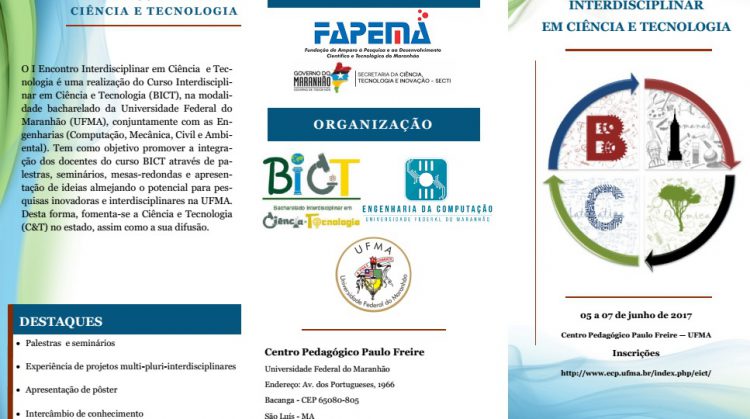 CIÊNCIA E TECNOLOGIA
O I Encontro Interdisciplinar em Ciência e Tec-
nologia é uma realização do Curso Interdiscipli-
nar em Ciência e Tecnologia (BICT), na modali-
dade bacharelado da Universidade Federal do
Maranhão (UFMA), conjuntamente com as En-
genharias (Computação, Mecânica, Civil e Ambi-
ental). Tem como objetivo promover a integra-
ção dos docentes do curso BICT através de pa-
lestras, seminários, mesas-redondas e apresen-
tação de ideias almejando o potencial para pes-
quisas inovadoras e interdisciplinares na UFMA.
Desta forma, fomenta-se a Ciência e Tecnologia
(C&T) no estado, assim como a sua difusão.
DESTAQUES
• Palestras e seminários
• Experiência de projetos multi-pluri-interdisciplinares
• Apresentação de pôster
• Intercâmbio de conhecimento
FAPEMA
Fundação de Amparo à Pesquisa e ao Desenvolvimento
Científico e Tecnológico do Maranhão
GOVERNO DO
MARANHÃO
SECRETARIA DA CIÊNCIA,
TECNOLOGIA E INOVAÇÃO - SECTI
ORGANIZAÇÃO
BICT
Bacharelado Interdisciplinar em
Ciência e Tecnologia
ENGENHARIA DA COMPUTAÇÃO
UNIVERSIDADE FEDERAL DO MARANHÃO
UFMA
Universidade Federal do Maranhão
Centro Pedagógico Paulo Freire
Universidade Federal do Maranhão
Endereço: Av. dos Portugueses, 1966
Bacanga - CEP 65080-805
São Luís - MA
INTERDISCIPLINAR
EM CIÊNCIA E TECNOLOGIA
B I
C T
05 a 07 de junho de 2017
Centro Pedagógico Paulo Freire — UFMA
Inscrições
http://www.ecp.ufma.br/index.php/eict/